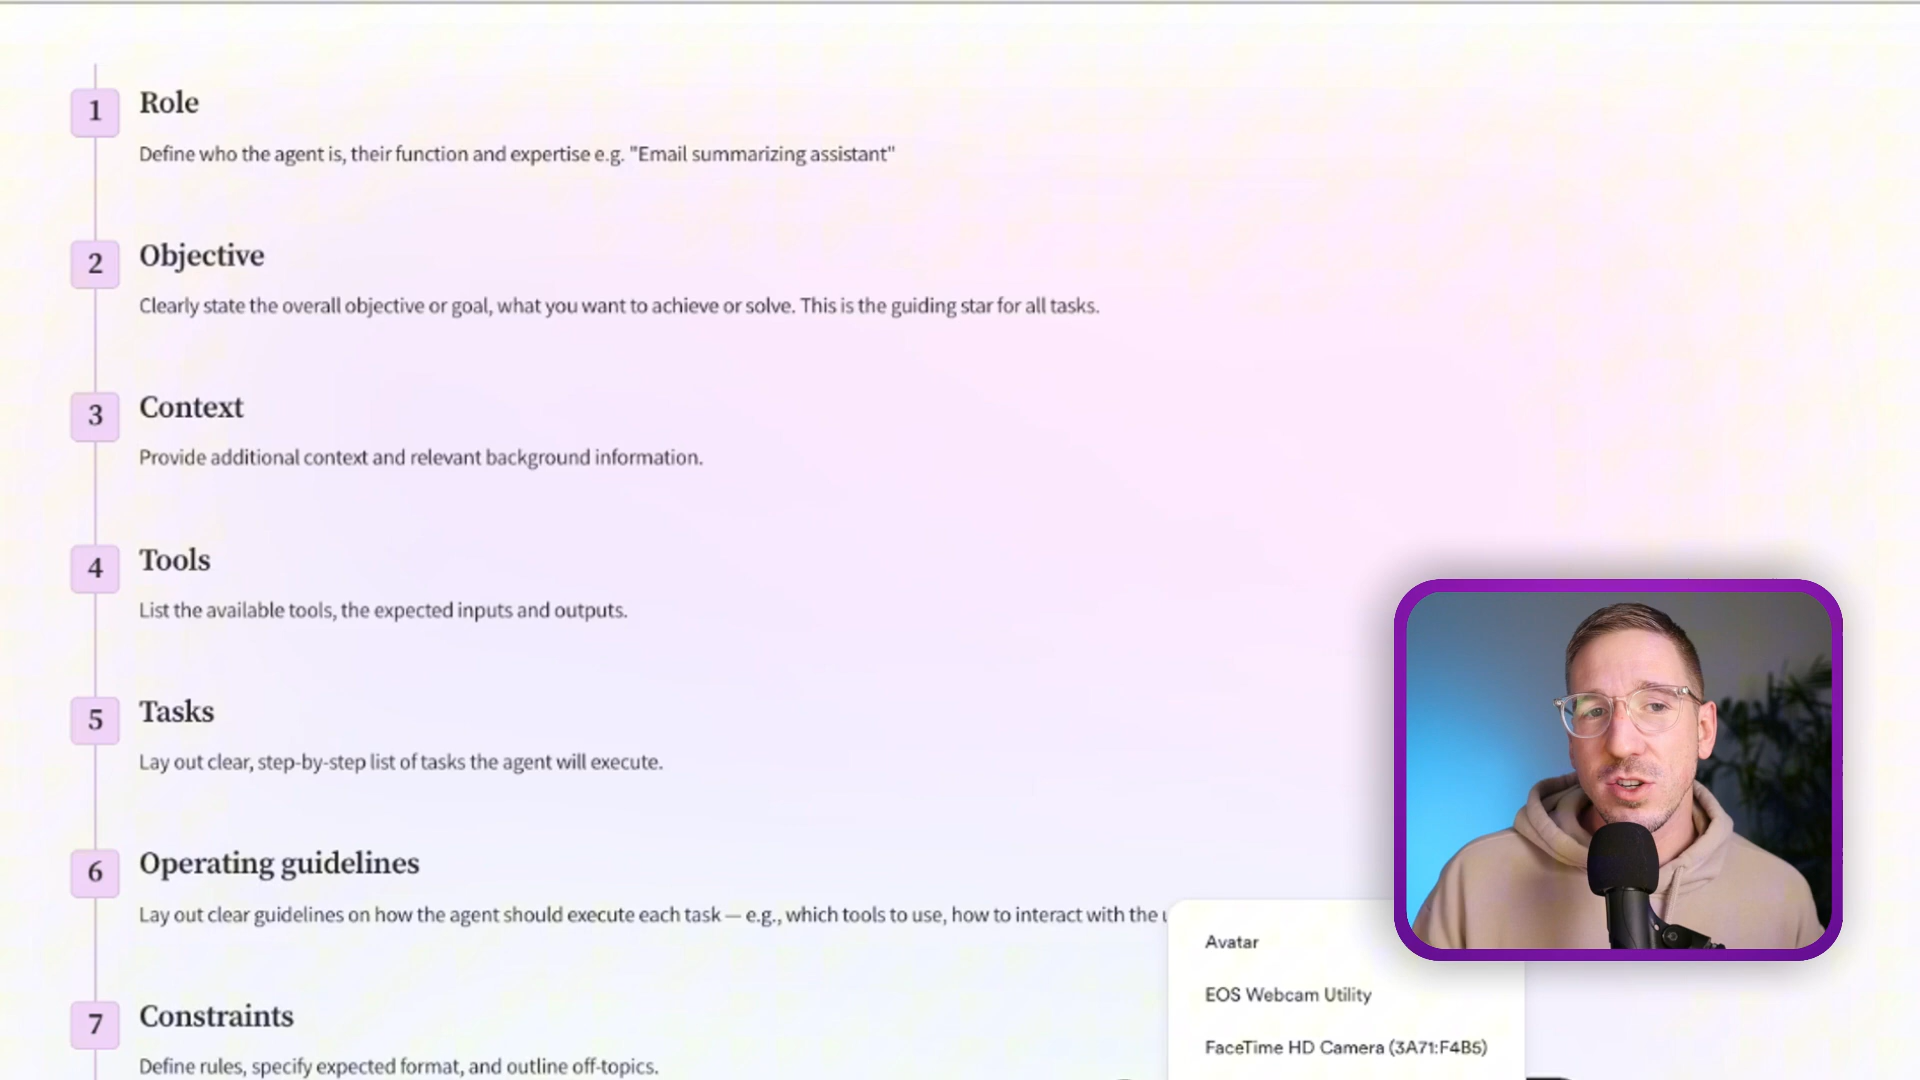 1
Role
Define who the agent is, their function and expertise e.g. "Email summarizing assistant"
2
Objective
Clearly state the overall objective or goal, what you want to achieve or solve. This is the guiding star for all tasks.
3
Context
Provide additional context and relevant background information.
4
Tools
List the available tools, the expected inputs and outputs.
5
Tasks
Lay out clear, step-by-step list of tasks the agent will execute.
6
Operating guidelines
Lay out clear guidelines on how the agent should execute each task — e.g., which tools to use, how to interact with the
7
Constraints
Define rules, specify expected format, and outline off-topics.
Avatar
EOS Webcam Utility
FaceTime HD Camera (3A71:F4B5)